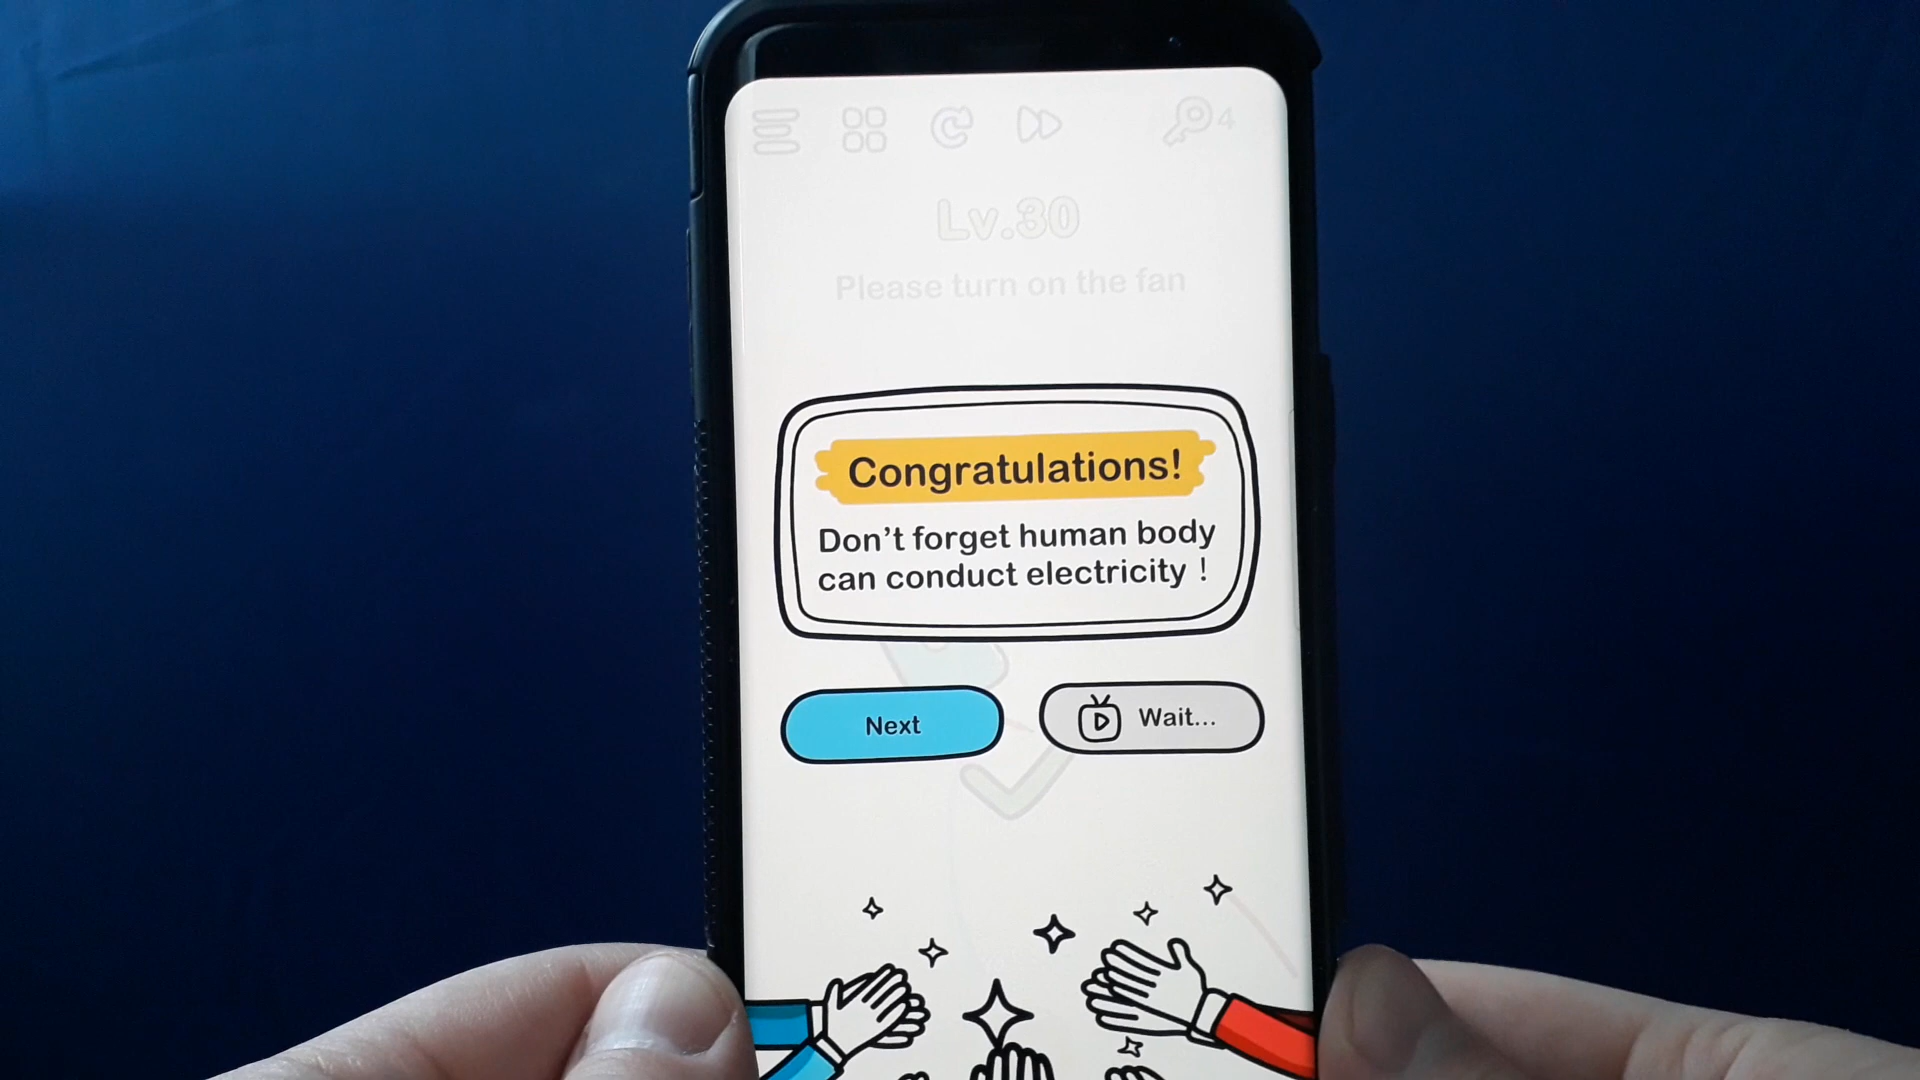 4
Lv.30
Please turn on the fan
Congratulations!
Don't forget human body
can conduct electricity !
Next
Wait...